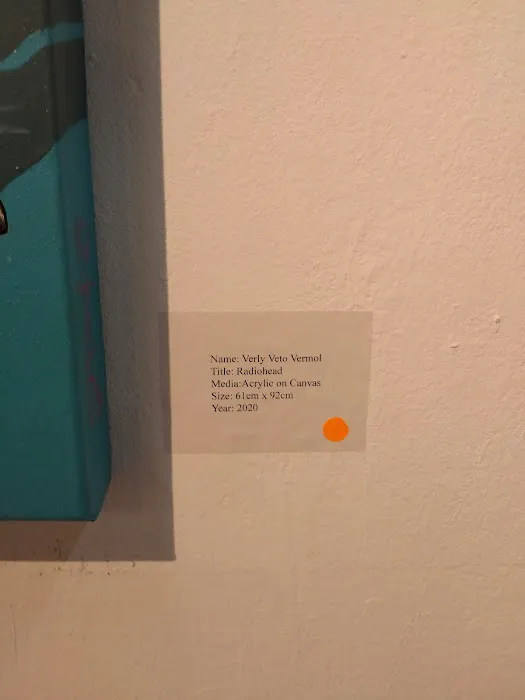 Name: Verly Veto Vermol
Title: Radiohead
Media:Acrylic on Canvas
Size: 61cm x 92cm
Year: 2020